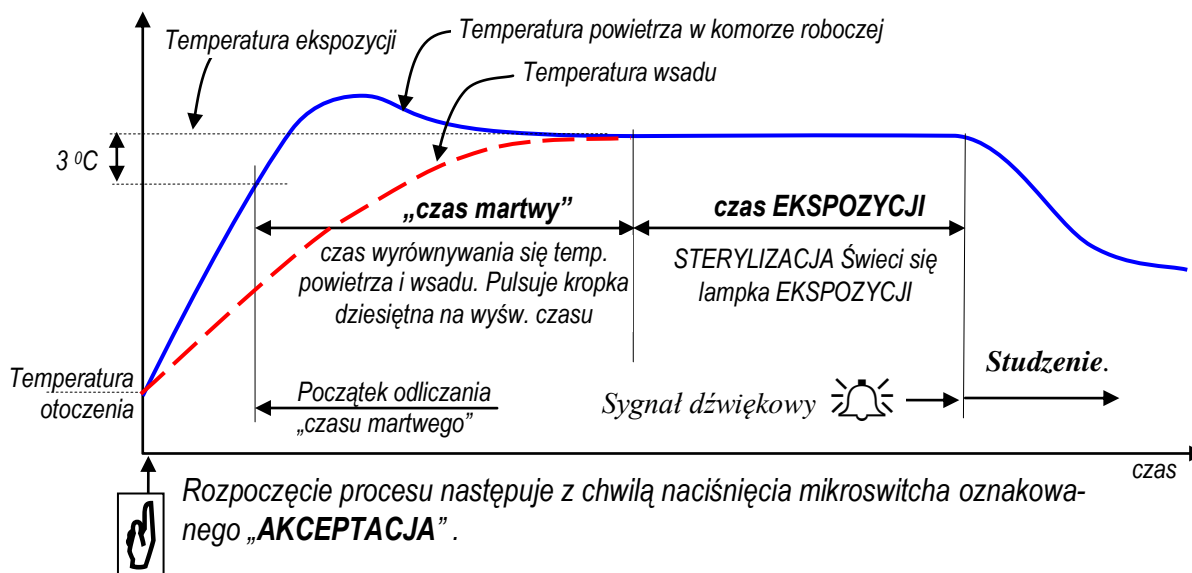 Temperatura ekspozycji
Temperatura powietrza w komorze roboczej
Temperatura wsadu
3 ⁰C
„czas martwy”
czas EKSPOZYCJI
czas wyrównywania się temp.
powietrza i wsadu. Pulsuje kropka
dziesiętna na wyśw. czasu
STERYLIZACJA Świeci się
lampka EKSPOZYCJI
Temperatura
otoczenia
Początek odliczania
„czasu martwego”
Sygnał dźwiękowy
Studzenie.
czas
Rozpoczęcie procesu następuje z chwilą naciśnięcia mikroswitcha oznakowa-
nego „AKCEPTACJA” .